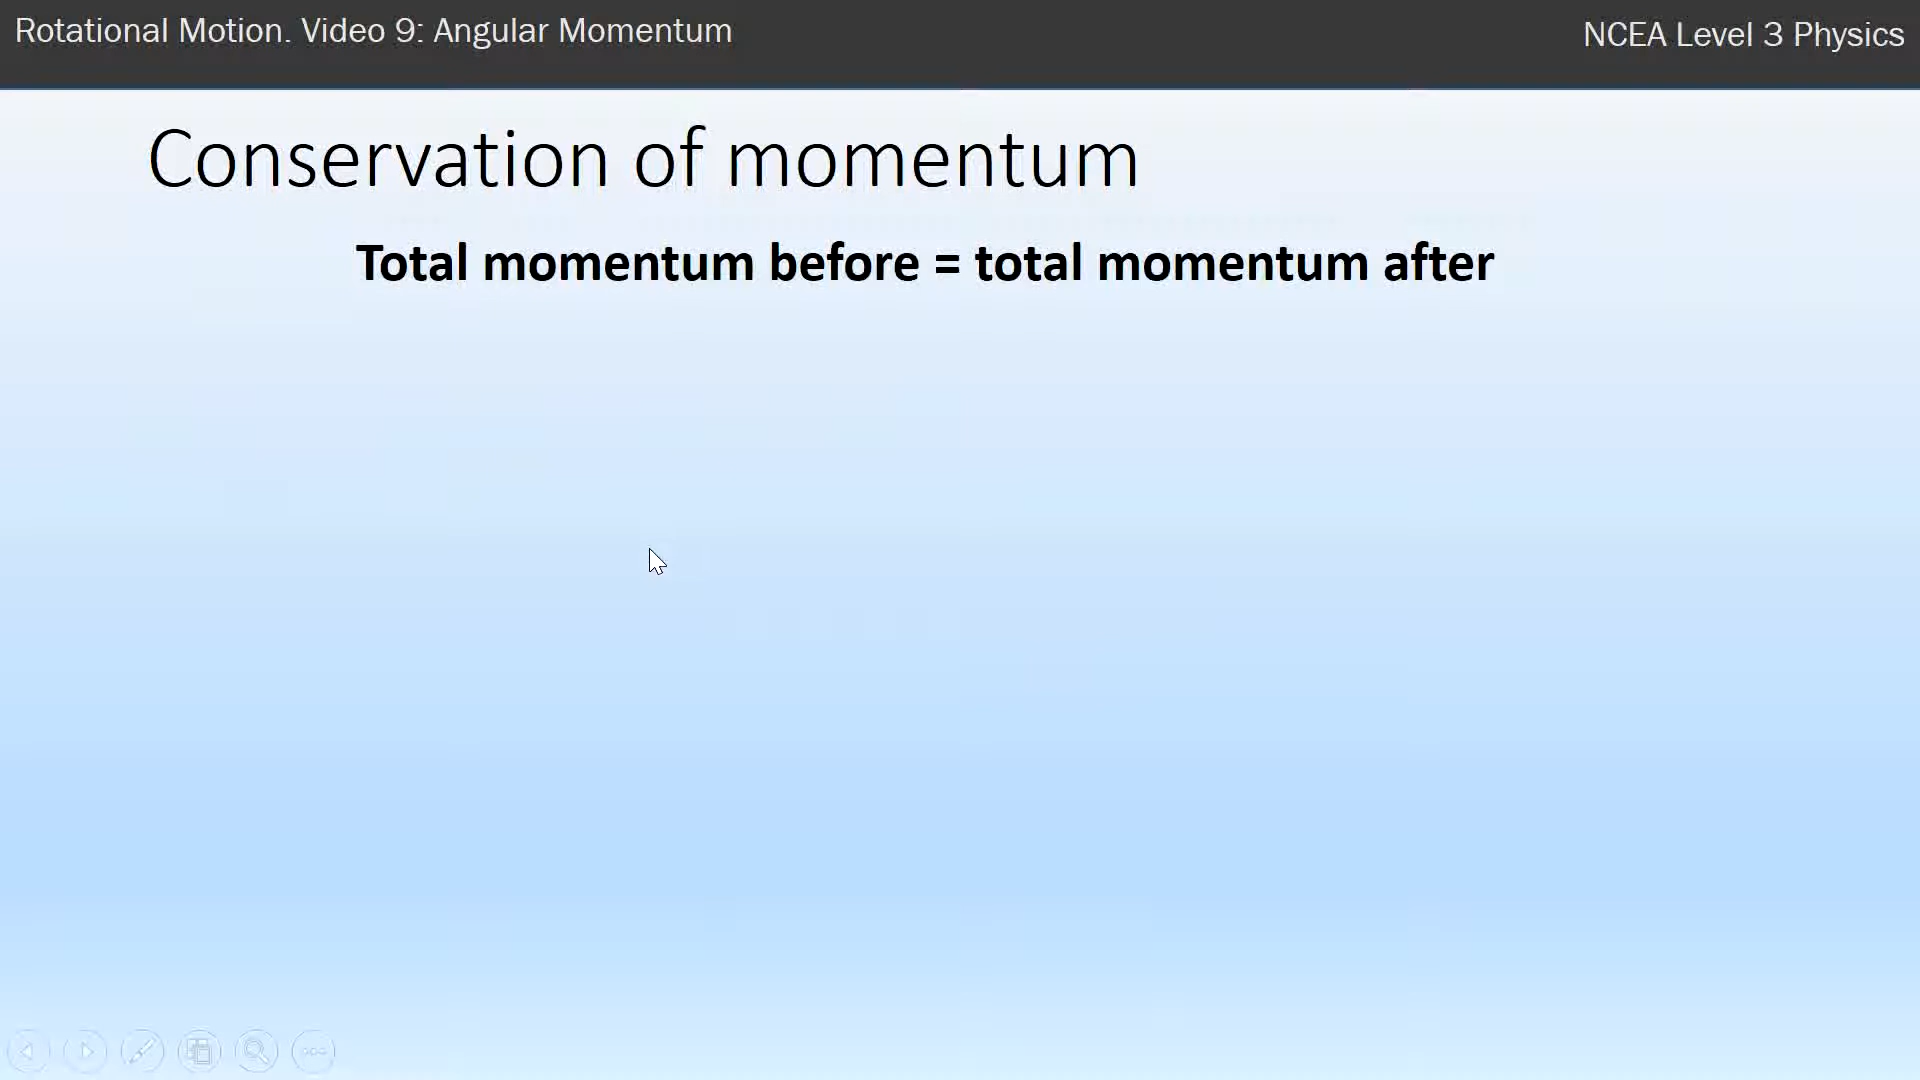 Rotational Motion. Video 9: Angular Momentum
NCEA Level 3 Physics
Conservation of momentum
Total momentum before = total momentum after